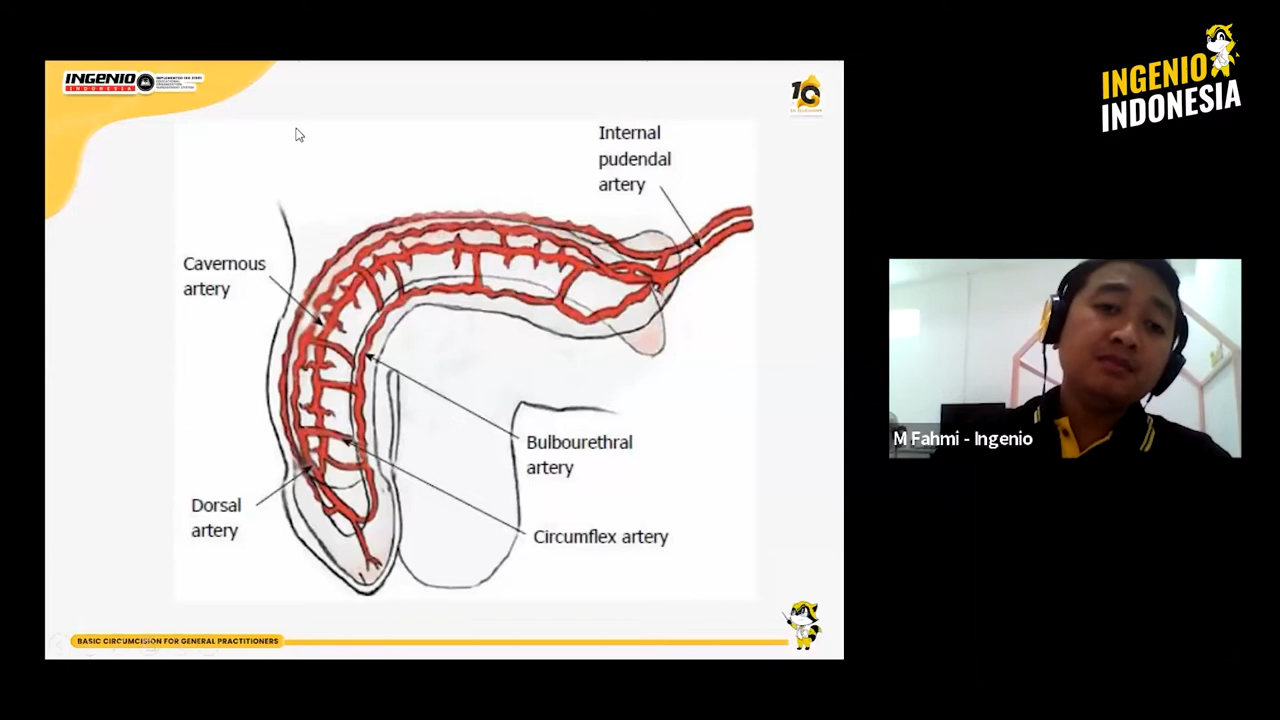 INGENIO
INDONESIA
10
Internal
pudendal
artery
Cavernous
artery
Bulbourethral
artery
Dorsal
artery
Circumflex artery
BASIC CIRCUMCISION FOR GENERAL PRACTITIONERS
INGENIO
INDONESIA
M Fahmi - Ingenio